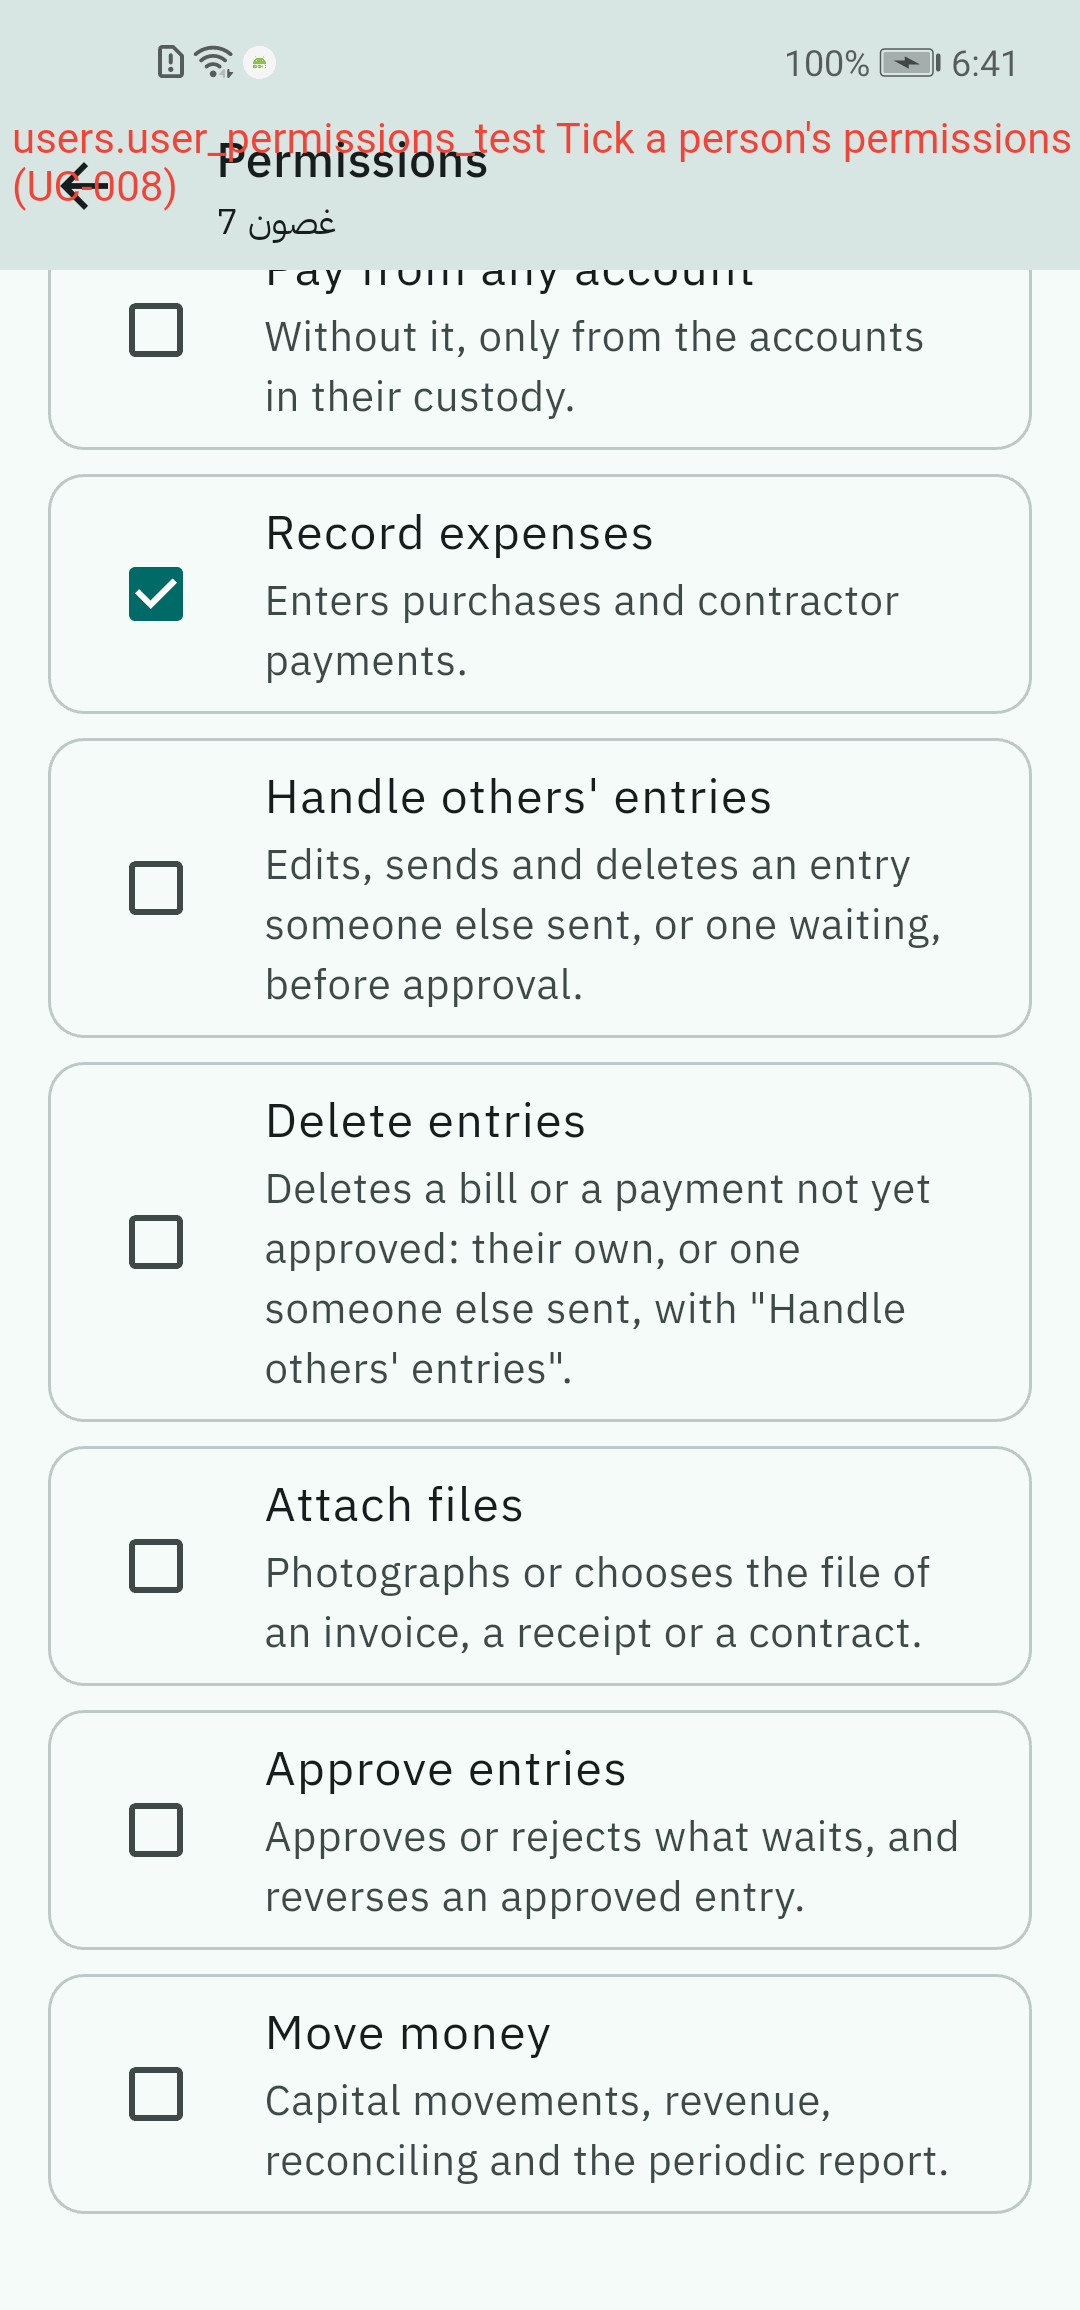 100% 6:41
users.user_permissions_test Tick a person's permissions
(UC-008)
Permissions
غصون 7
Pay from any account
Without it, only from the accounts
in their custody.
Record expenses
Enters purchases and contractor
payments.
Handle others' entries
Edits, sends and deletes an entry
someone else sent, or one waiting,
before approval.
Delete entries
Deletes a bill or a payment not yet
approved: their own, or one
someone else sent, with "Handle
others' entries".
Attach files
Photographs or chooses the file of
an invoice, a receipt or a contract.
Approve entries
Approves or rejects what waits, and
reverses an approved entry.
Move money
Capital movements, revenue,
reconciling and the periodic report.